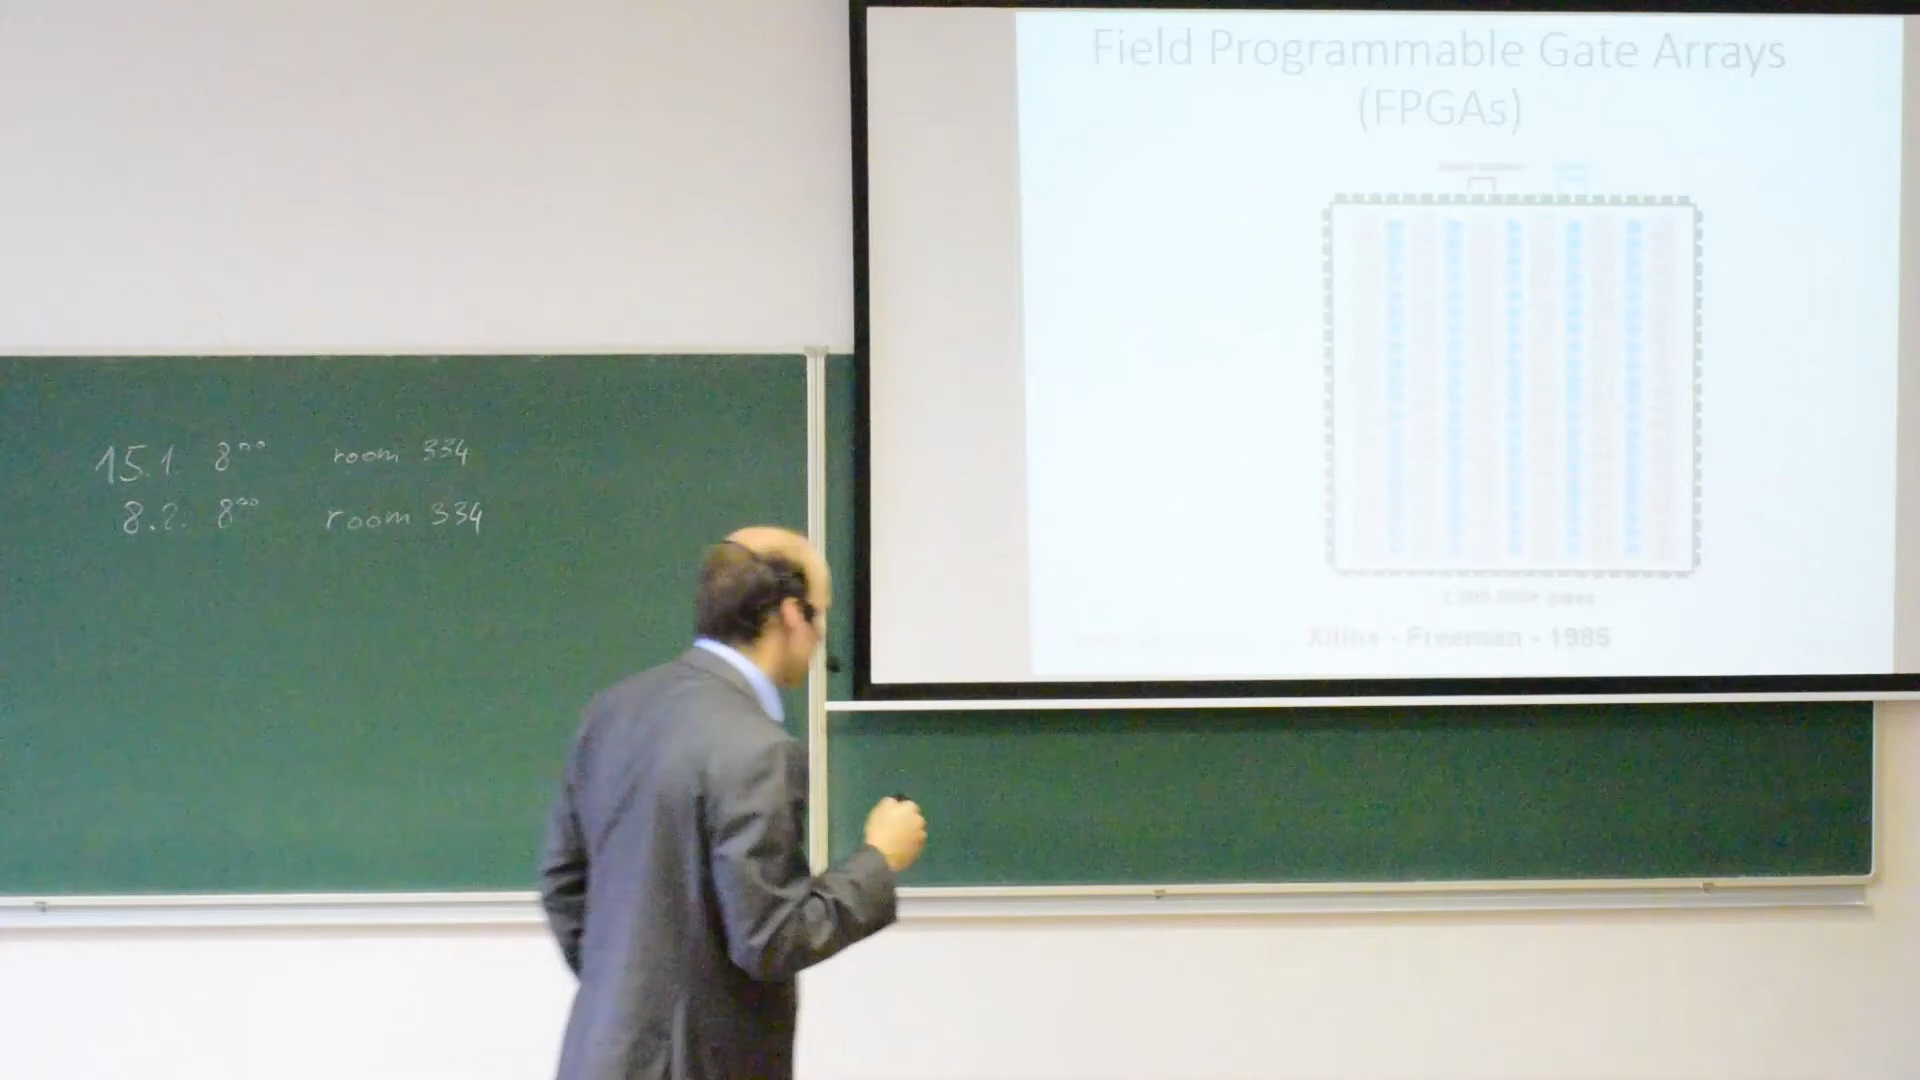 15.1. 8⁰⁰ room 334
8.2. 8⁰⁰ room 334
Field Programmable Gate Arrays
(FPGAs)
Xilinx - Freeman - 1985